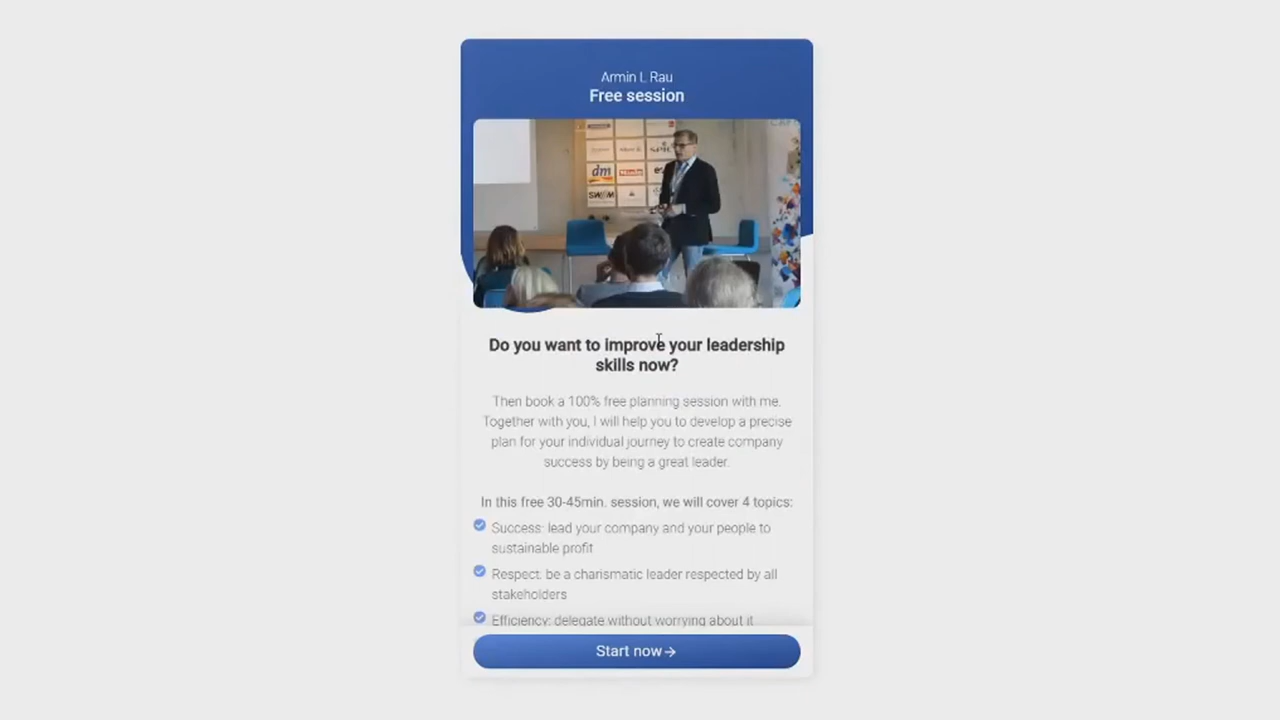 Armin I. Rau
Free session
dm
Miele
SPIE
Do you want to improve your leadership
skills now?
Then book a 100% free planning session with me.
Together with you, I will help you to develop a precise
plan for your individual journey to create company
success by being a great leader.
In this free 30-45min. session, we will cover 4 topics:
Success: lead your company and your people to
sustainable profit
Respect: be a charismatic leader respected by all
stakeholders
Efficiency: delegate without worrying about it
Start now→